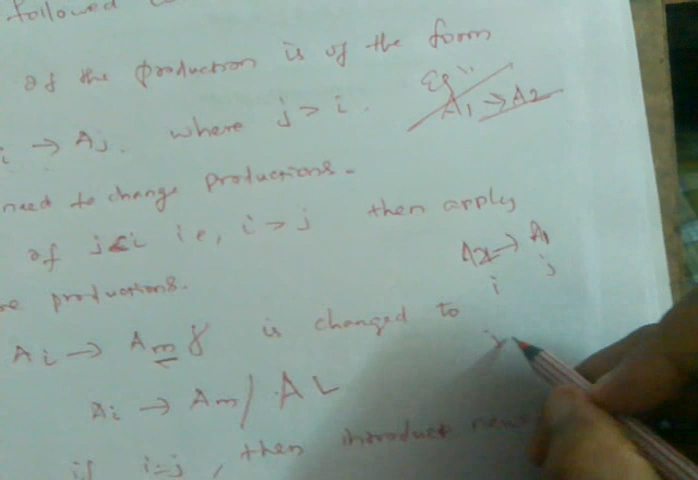 followed
of the production is of the form
Eg:
A1 → A2
i → Aj, where j > i.
need to change productions.
of j<i ie, i > j then apply
A2 → A1
i j
productions.
Ai → Amγ is changed to
j
Ai → Am / AL
if i=j, then introduce new